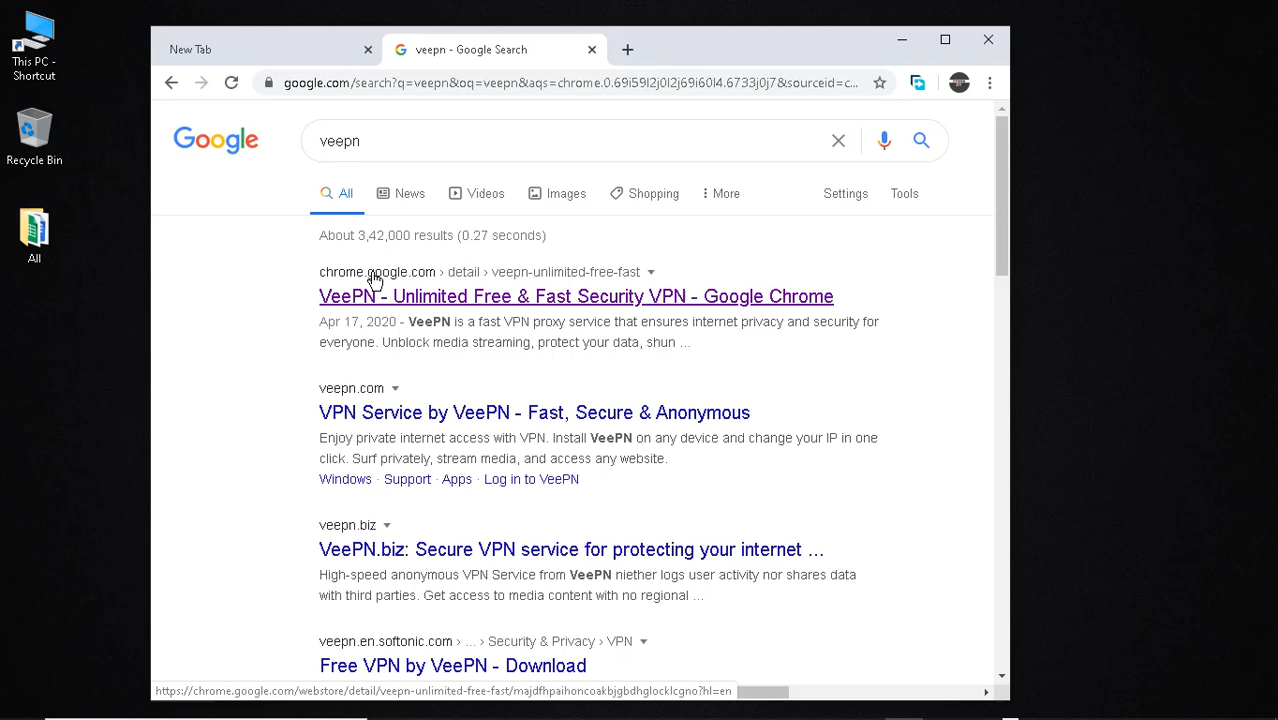 This PC -
Shortcut
Recycle Bin
All
New Tab
veepn - Google Search
google.com/search?q=veepn&oq=veepn&aqs=chrome.0.69i59l2j0l2j69i60l4.6733j0j7&sourceid=c...
Google
veepn
All
News
Videos
Images
Shopping
More
Settings
Tools
About 3,42,000 results (0.27 seconds)
chrome.google.com › detail › veepn-unlimited-free-fast
VeePN - Unlimited Free & Fast Security VPN - Google Chrome
Apr 17, 2020 - VeePN is a fast VPN proxy service that ensures internet privacy and security for
everyone. Unblock media streaming, protect your data, shun ...
veepn.com
VPN Service by VeePN - Fast, Secure & Anonymous
Enjoy private internet access with VPN. Install VeePN on any device and change your IP in one
click. Surf privately, stream media, and access any website.
Windows · Support · Apps · Log in to VeePN
veepn.biz
VeePN.biz: Secure VPN service for protecting your internet ...
High-speed anonymous VPN Service from VeePN niether logs user activity nor shares data
with third parties. Get access to media content with no regional ...
veepn.en.softonic.com › ... › Security & Privacy › VPN
Free VPN by VeePN - Download
https://chrome.google.com/webstore/detail/veepn-unlimited-free-fast/majdfhpaihoncoakbjgbdhglocklcgno?hl=en